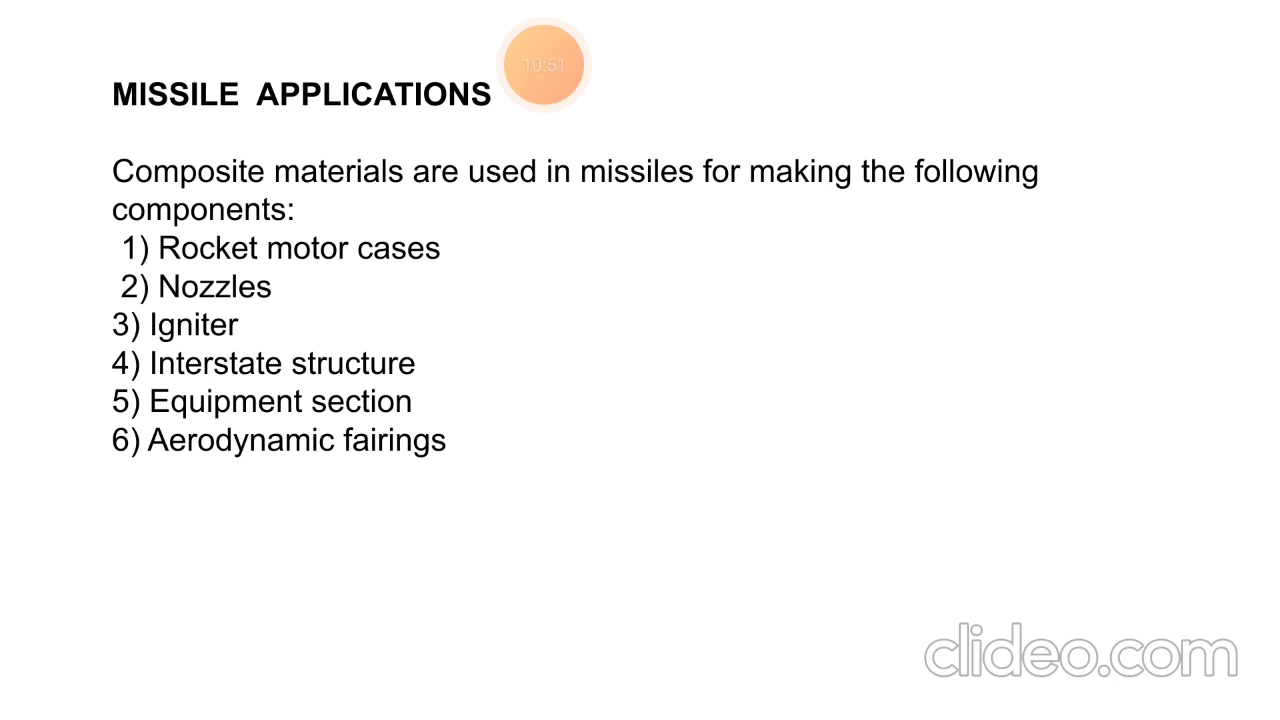 10:51
MISSILE APPLICATIONS
Composite materials are used in missiles for making the following
components:
1) Rocket motor cases
2) Nozzles
3) Igniter
4) Interstate structure
5) Equipment section
6) Aerodynamic fairings
clideo.com